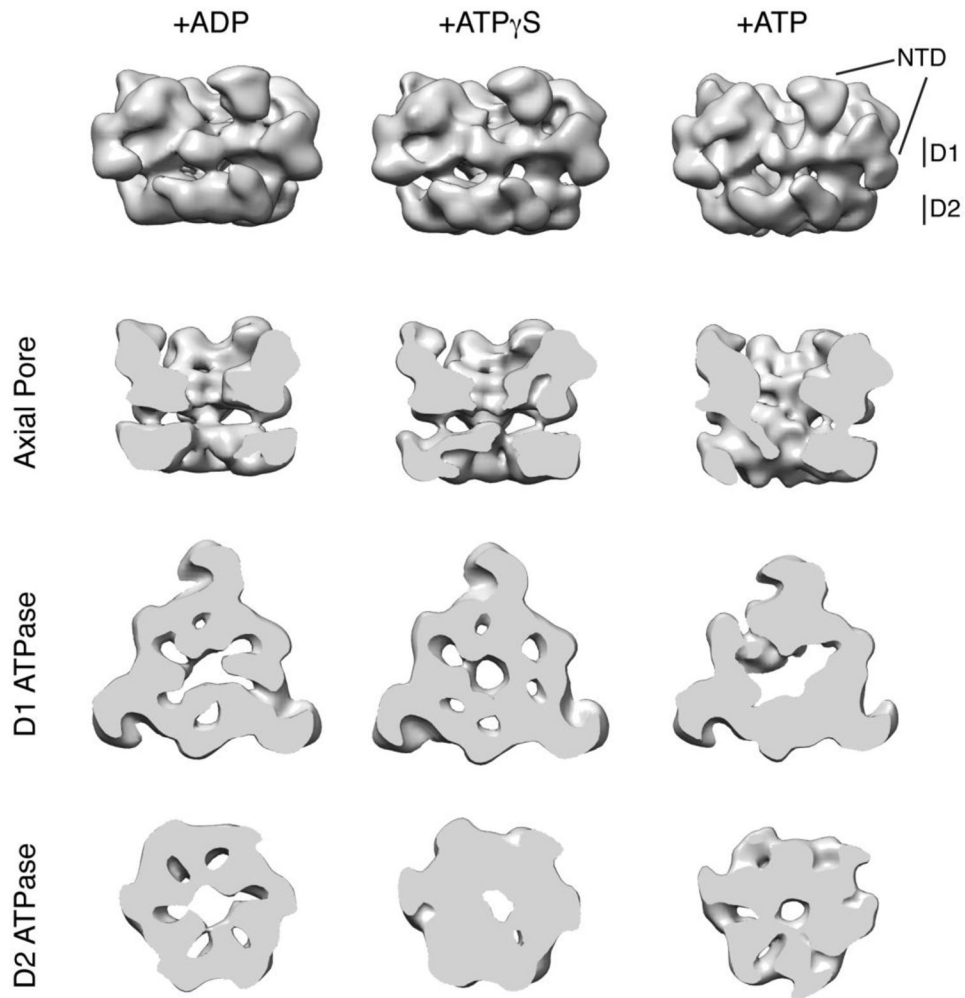 +ADP
+ATPγS
+ATP
NTD
D1
D2
Axial Pore
D1 ATPase
D2 ATPase